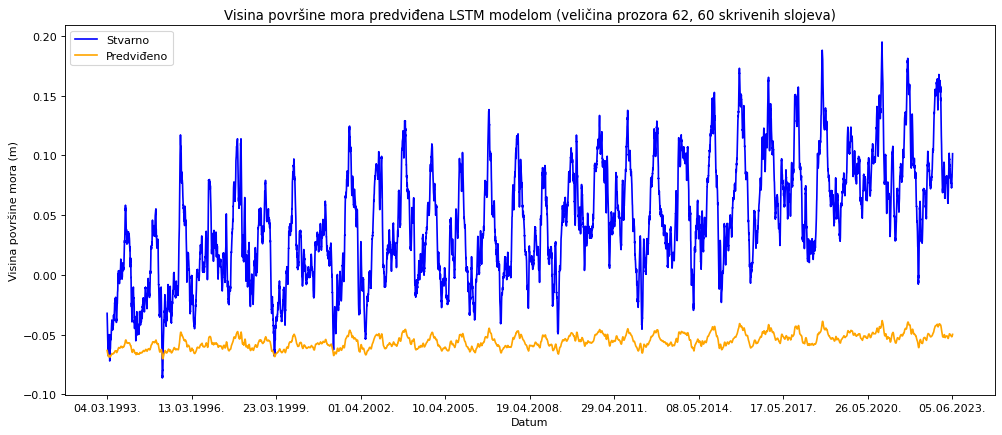 Visina površine mora predviđena LSTM modelom (veličina prozora 62, 60 skrivenih slojeva)
Stvarno
Predviđeno
Visina površine mora (m)
0.20
0.15
0.10
0.05
0.00
−0.05
−0.10
04.03.1993. 13.03.1996. 23.03.1999. 01.04.2002. 10.04.2005. 19.04.2008. 29.04.2011. 08.05.2014. 17.05.2017. 26.05.2020. 05.06.2023.
Datum